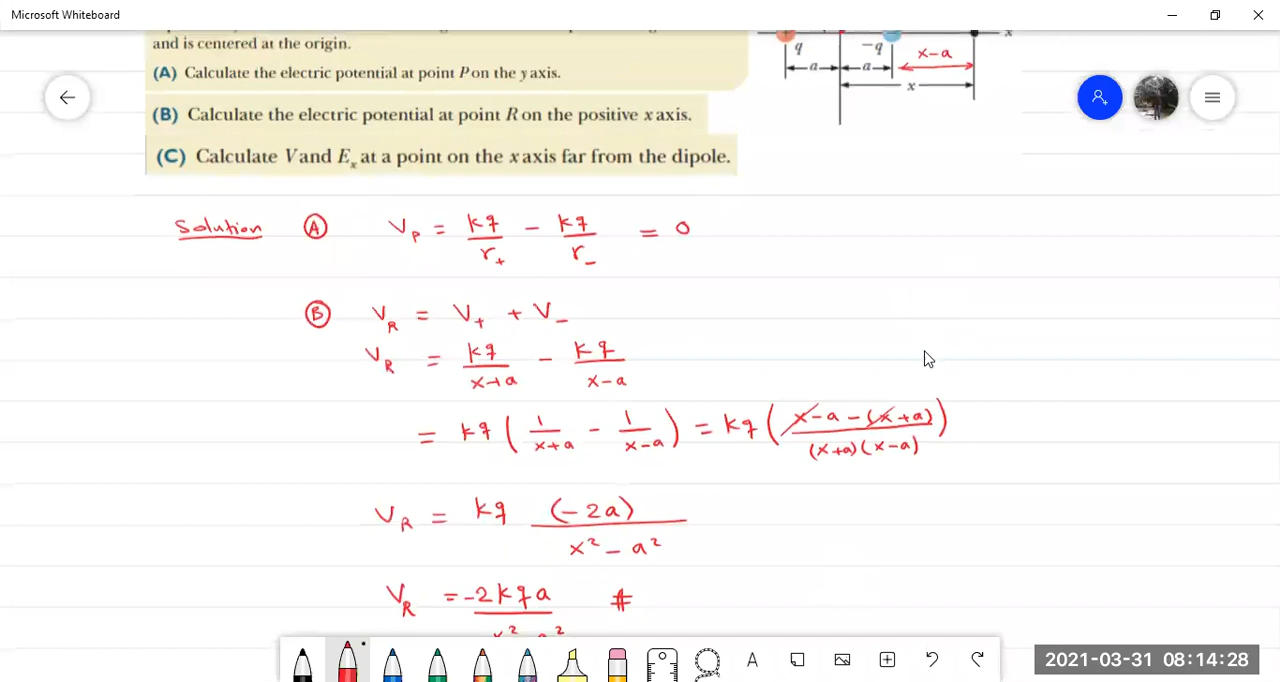 Microsoft Whiteboard
and is centered at the origin.
(A) Calculate the electric potential at point P on the y axis.
(B) Calculate the electric potential at point R on the positive x axis.
(C) Calculate V and Eₓ at a point on the x axis far from the dipole.
q -q x-a x
a a
x
Solution (A) V_P = kq/r₊ - kq/r₋ = 0
(B) V_R = V₊ + V₋
V_R = kq/x+a - kq/x-a
= kq (1/x+a - 1/x-a) = kq (x-a-(x+a)/(x+a)(x-a))
V_R = kq (-2a)/x²-a²
V_R = -2kqa/x²-a² #
A
2021-03-31 08:14:28